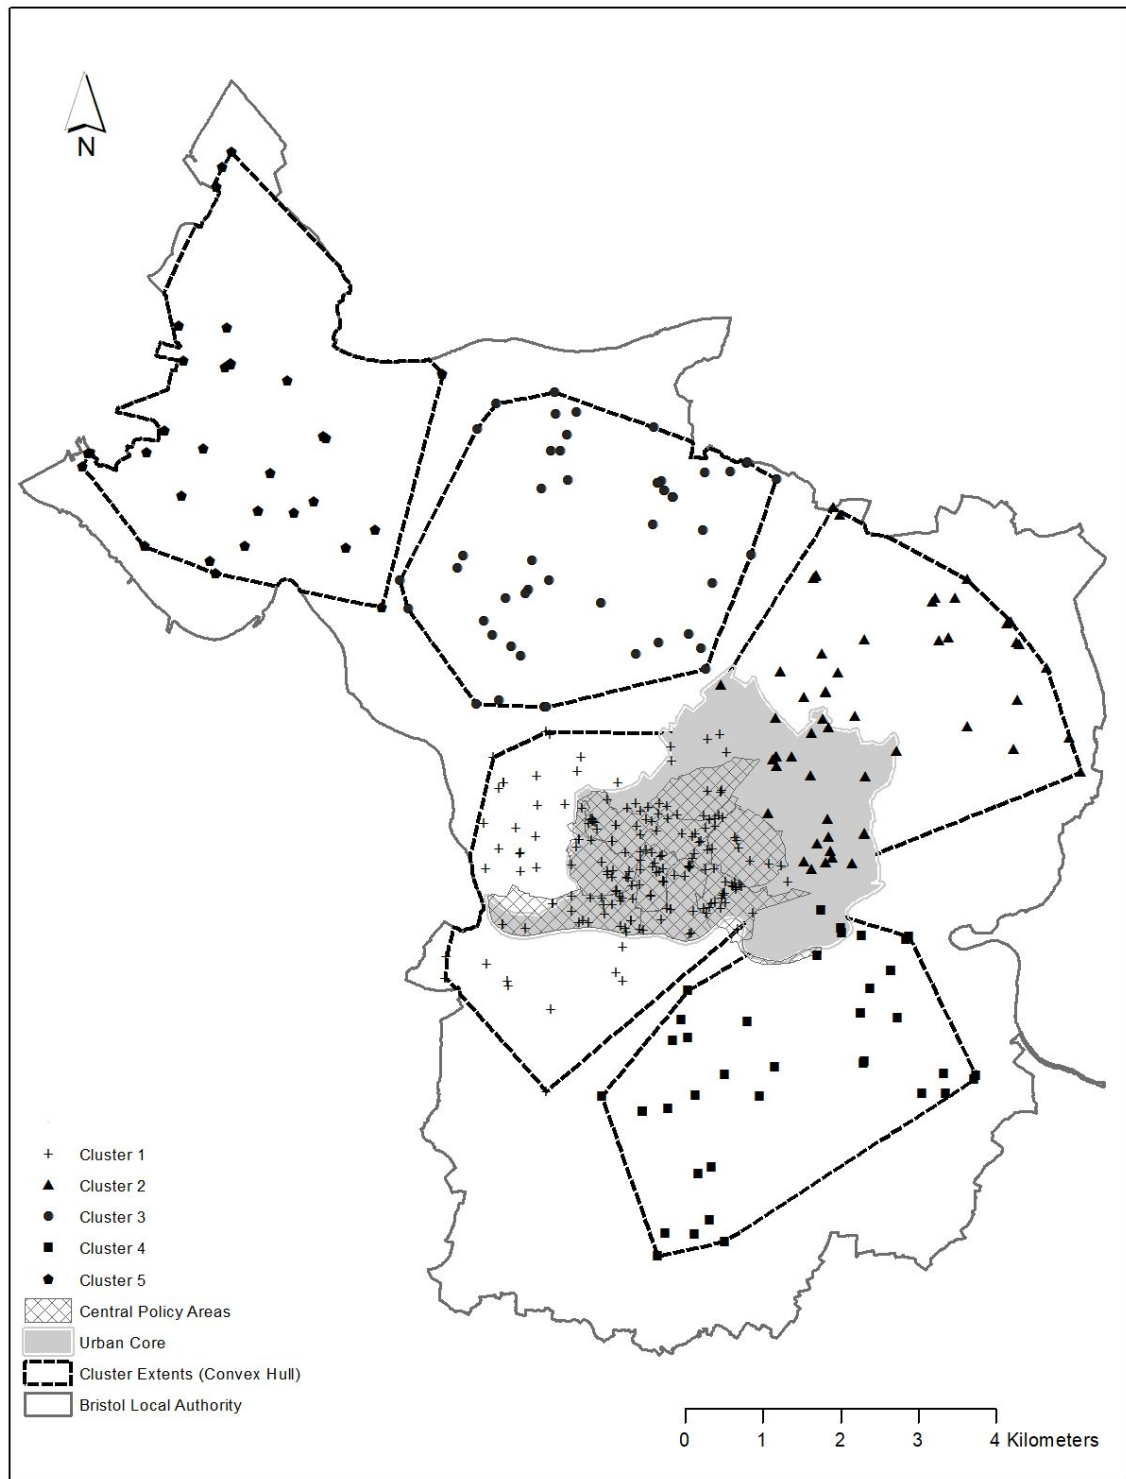 N
Cluster 1
Cluster 2
Cluster 3
Cluster 4
Cluster 5
Central Policy Areas
Urban Core
Cluster Extents (Convex Hull)
Bristol Local Authority
0 1 2 3 4 Kilometers